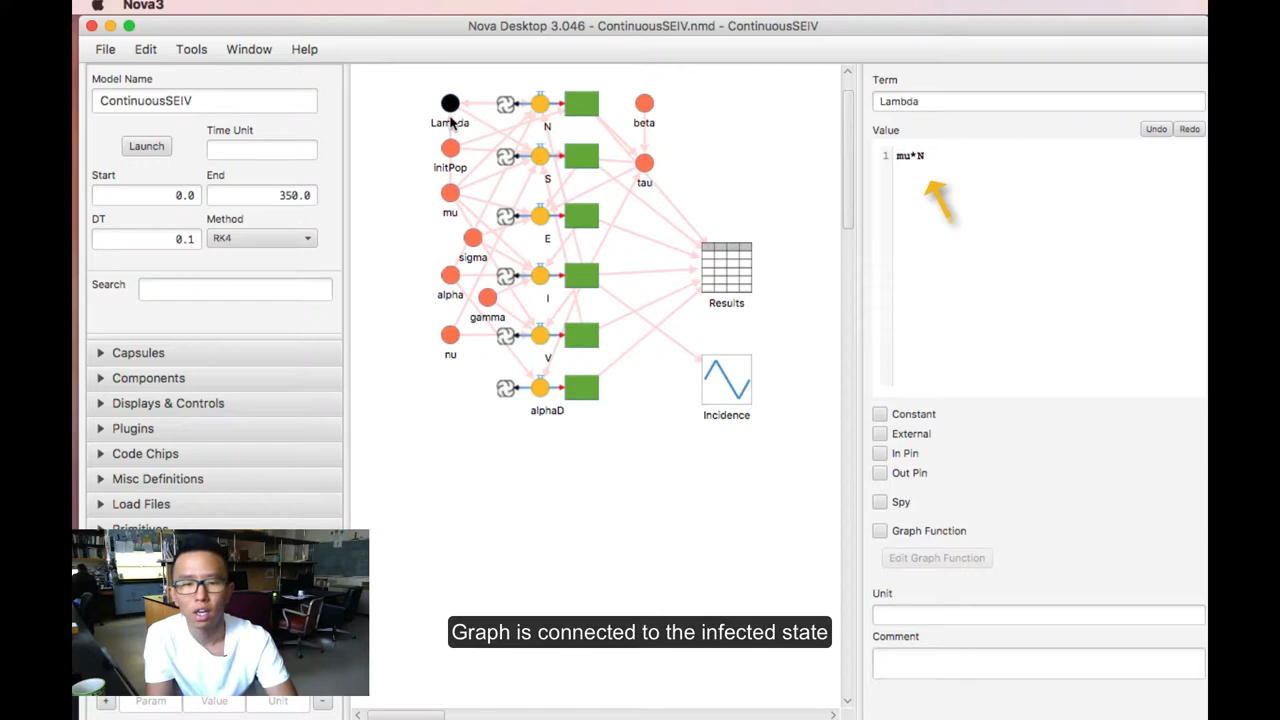 Nova3
Nova Desktop 3.046 - ContinuousSEIV.nmd - ContinuousSEIV
File Edit Tools Window Help
Model Name
ContinuousSEIV
Launch
Time Unit
Start
End
0.0
350.0
DT
Method
0.1
RK4
Search
Capsules
Components
Displays & Controls
Plugins
Code Chips
Misc Definitions
Load Files
Primitives
+ Param Value Unit -
Lambda
initPop
mu
sigma
alpha
gamma
nu
N
S
E
I
V
alphaD
beta
tau
Results
Incidence
Term
Lambda
Value
Undo Redo
1 mu*N
Constant
External
In Pin
Out Pin
Spy
Graph Function
Edit Graph Function
Unit
Comment
Graph is connected to the infected state